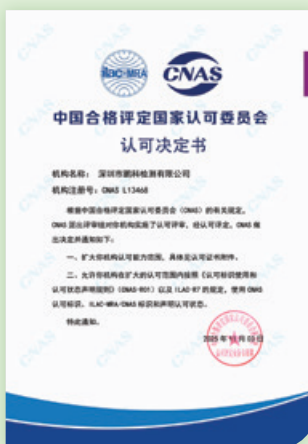 ilac-MRA
CNAS
中国合格评定国家认可委员会
认可决定书
机构名称： 深圳市鹏科检测有限公司
机构注册号：CNAS L13468
根据中国合格评定国家认可委员会（CNAS）的有关规定，
CNAS 派出评审组对你机构实施了认可评审，经认可评定，CNAS 做
出决定并通知如下：
一、扩大你机构认可能力范围，具体见认可证书附件。
二、允许你机构在扩大的认可范围内按照《认可标识使用和
认可状态声明规则》（CNAS-R01）以及 ILAC-R7 的规定，使用 CNAS
认可标识、ILAC-MRA/CNAS 标识和声明认可状态。
特此通知。